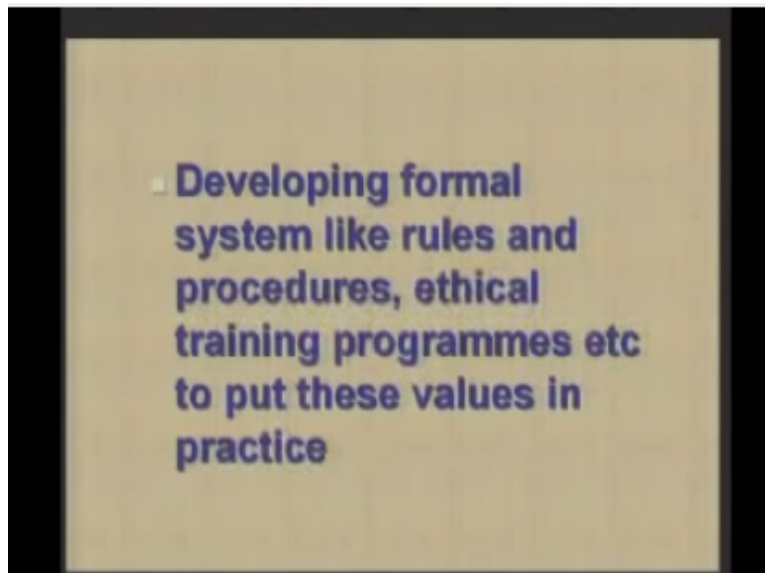 Developing formal
system like rules and
procedures, ethical
training programmes etc
to put these values in
practice